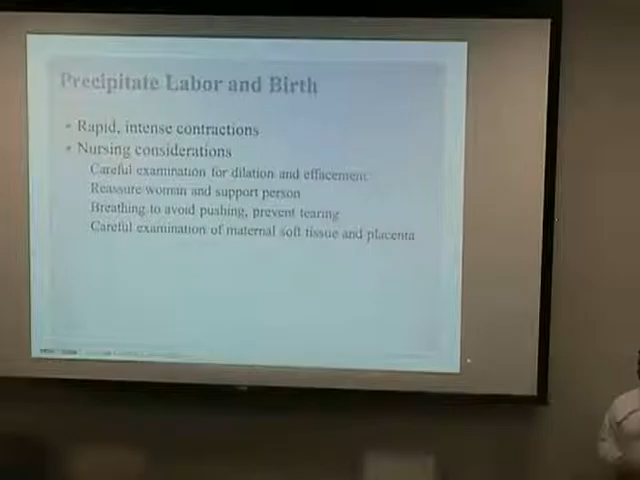 Precipitate Labor and Birth
• Rapid, intense contractions
• Nursing considerations
Careful examination for dilation and effacement
Reassure woman and support person
Breathing to avoid pushing, prevent tearing
Careful examination of maternal soft tissue and placenta